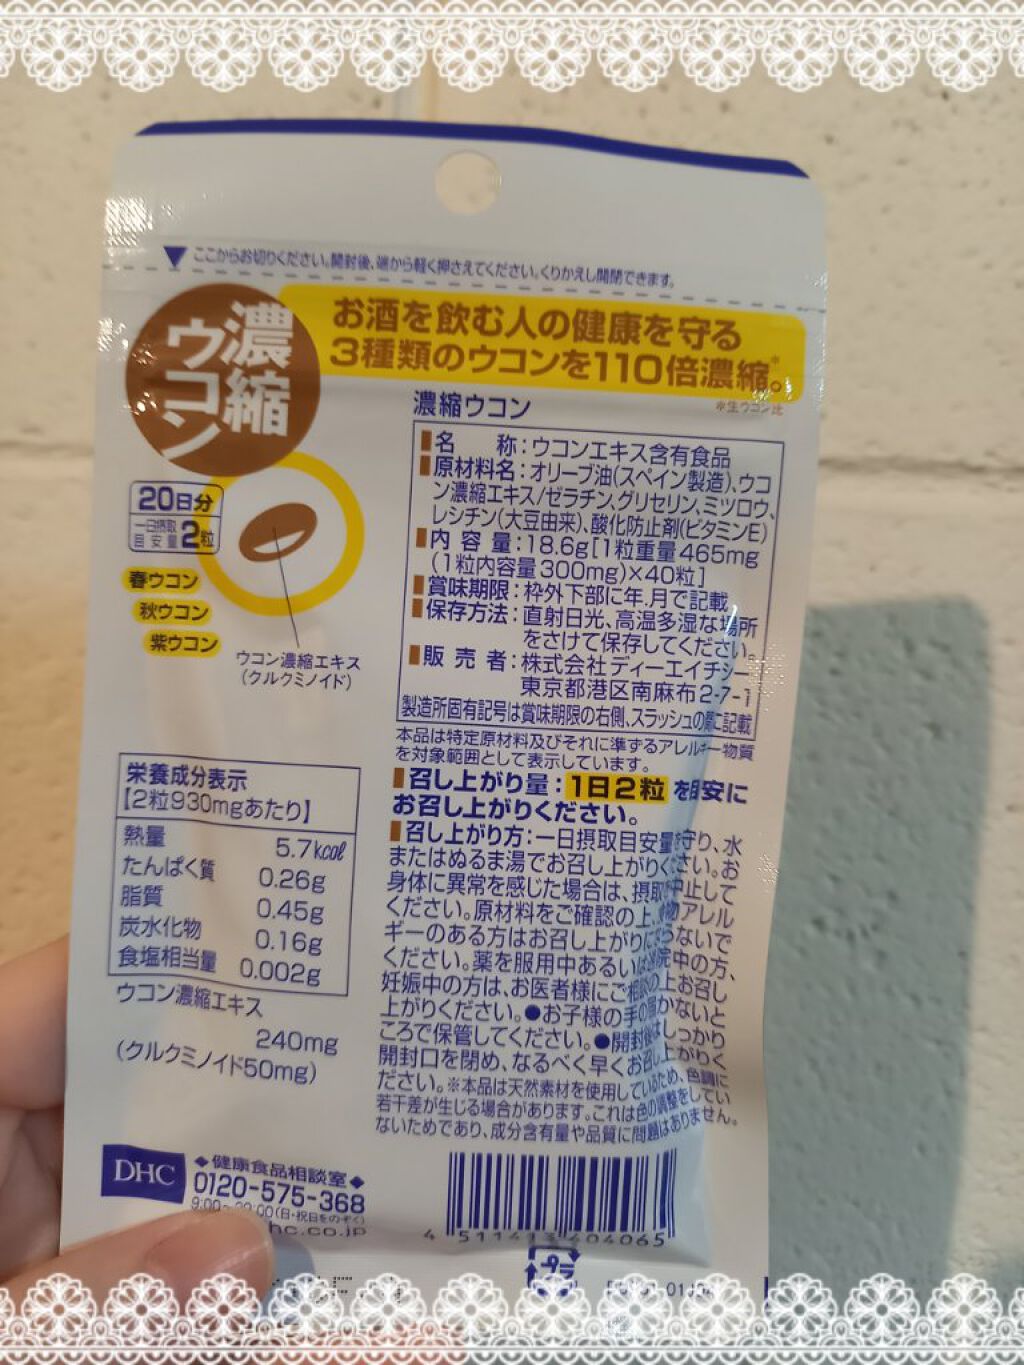 ここからお切りください。開封後、端から軽く押さえてください。くりかえし開閉できます。
濃縮
ウコン
お酒を飲む人の健康を守る
3種類のウコンを110倍濃縮。※
※生ウコン比
20日分
一日摂取
目安量 2粒
春ウコン
秋ウコン
紫ウコン
ウコン濃縮エキス
(クルクミノイド)
濃縮ウコン
名 称:ウコンエキス含有食品
原材料名:オリーブ油(スペイン製造)、ウコ
ン濃縮エキス/ゼラチン、グリセリン、ミツロウ、
レシチン(大豆由来)、酸化防止剤(ビタミンE)
内容量:18.6g[1粒重量465mg
(1粒内容量300mg)×40粒]
賞味期限:枠外下部に年.月で記載
保存方法:直射日光、高温多湿な場所
をさけて保存してください。
販売者:株式会社 ディーエイチシー
東京都港区南麻布2-7-1
製造所固有記号は賞味期限の右側、スラッシュの際に記載
本品は特定原材料及びそれに準ずるアレルギー物質
を対象範囲として表示しています。
召し上がり量:1日2粒を目安に
お召し上がりください。
召し上がり方:一日摂取目安量を守り、水
またはぬるま湯でお召し上がりください。お
身体に異常を感じた場合は、摂取を中止して
ください。原材料をご確認の上、食物アレル
ギーのある方はお召し上がりにならないで
ください。薬を服用中あるいは通院中の方、
妊娠中の方は、お医者様にご相談の上お召し
上がりください。●お子様の手の届かないと
ころで保管してください。●開封後はしっかり
開封口を閉め、なるべく早くお召し上がりく
ださい。※本品は天然素材を使用しているため、色調に
若干差が生じる場合があります。これは色の調整をしてい
ないためであり、成分含有量や品質に問題はありません。
栄養成分表示
【2粒930mgあたり】
熱量 5.7kcal
たんぱく質 0.26g
脂質 0.45g
炭水化物 0.16g
食塩相当量 0.002g
ウコン濃縮エキス
240mg
(クルクミノイド50mg)
DHC
◆健康食品相談室◆
0120-575-368
(日・祝日をのぞく)
hc.co.jp
プラ